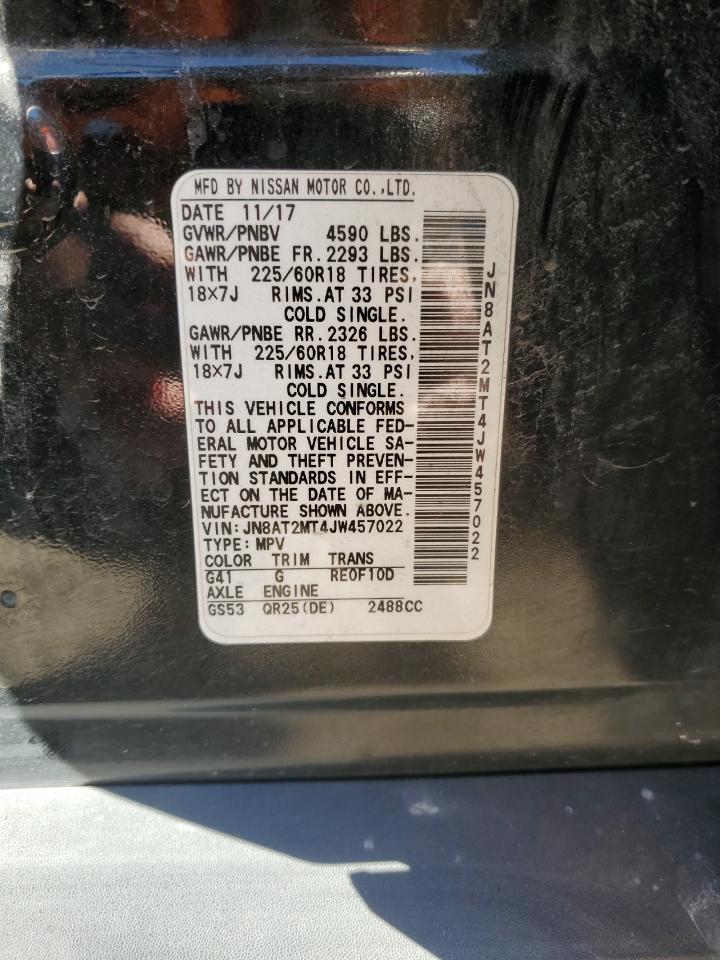 MFD BY NISSAN MOTOR CO.,LTD.
DATE 11/17
GVWR/PNBV 4590 LBS.
GAWR/PNBE FR. 2293 LBS.
WITH 225/60R18 TIRES,
18×7J RIMS.AT 33 PSI
COLD SINGLE.
GAWR/PNBE RR. 2326 LBS.
WITH 225/60R18 TIRES,
18×7J RIMS.AT 33 PSI
COLD SINGLE.
THIS VEHICLE CONFORMS
TO ALL APPLICABLE FED-
ERAL MOTOR VEHICLE SA-
FETY AND THEFT PREVEN-
TION STANDARDS IN EFF-
ECT ON THE DATE OF MA-
NUFACTURE SHOWN ABOVE.
VIN: JN8AT2MT4JW457022
TYPE: MPV
COLOR TRIM TRANS
G41 G RE0F10D
AXLE ENGINE
GS53 QR25(DE) 2488CC
JN8AT2MT4JW457022